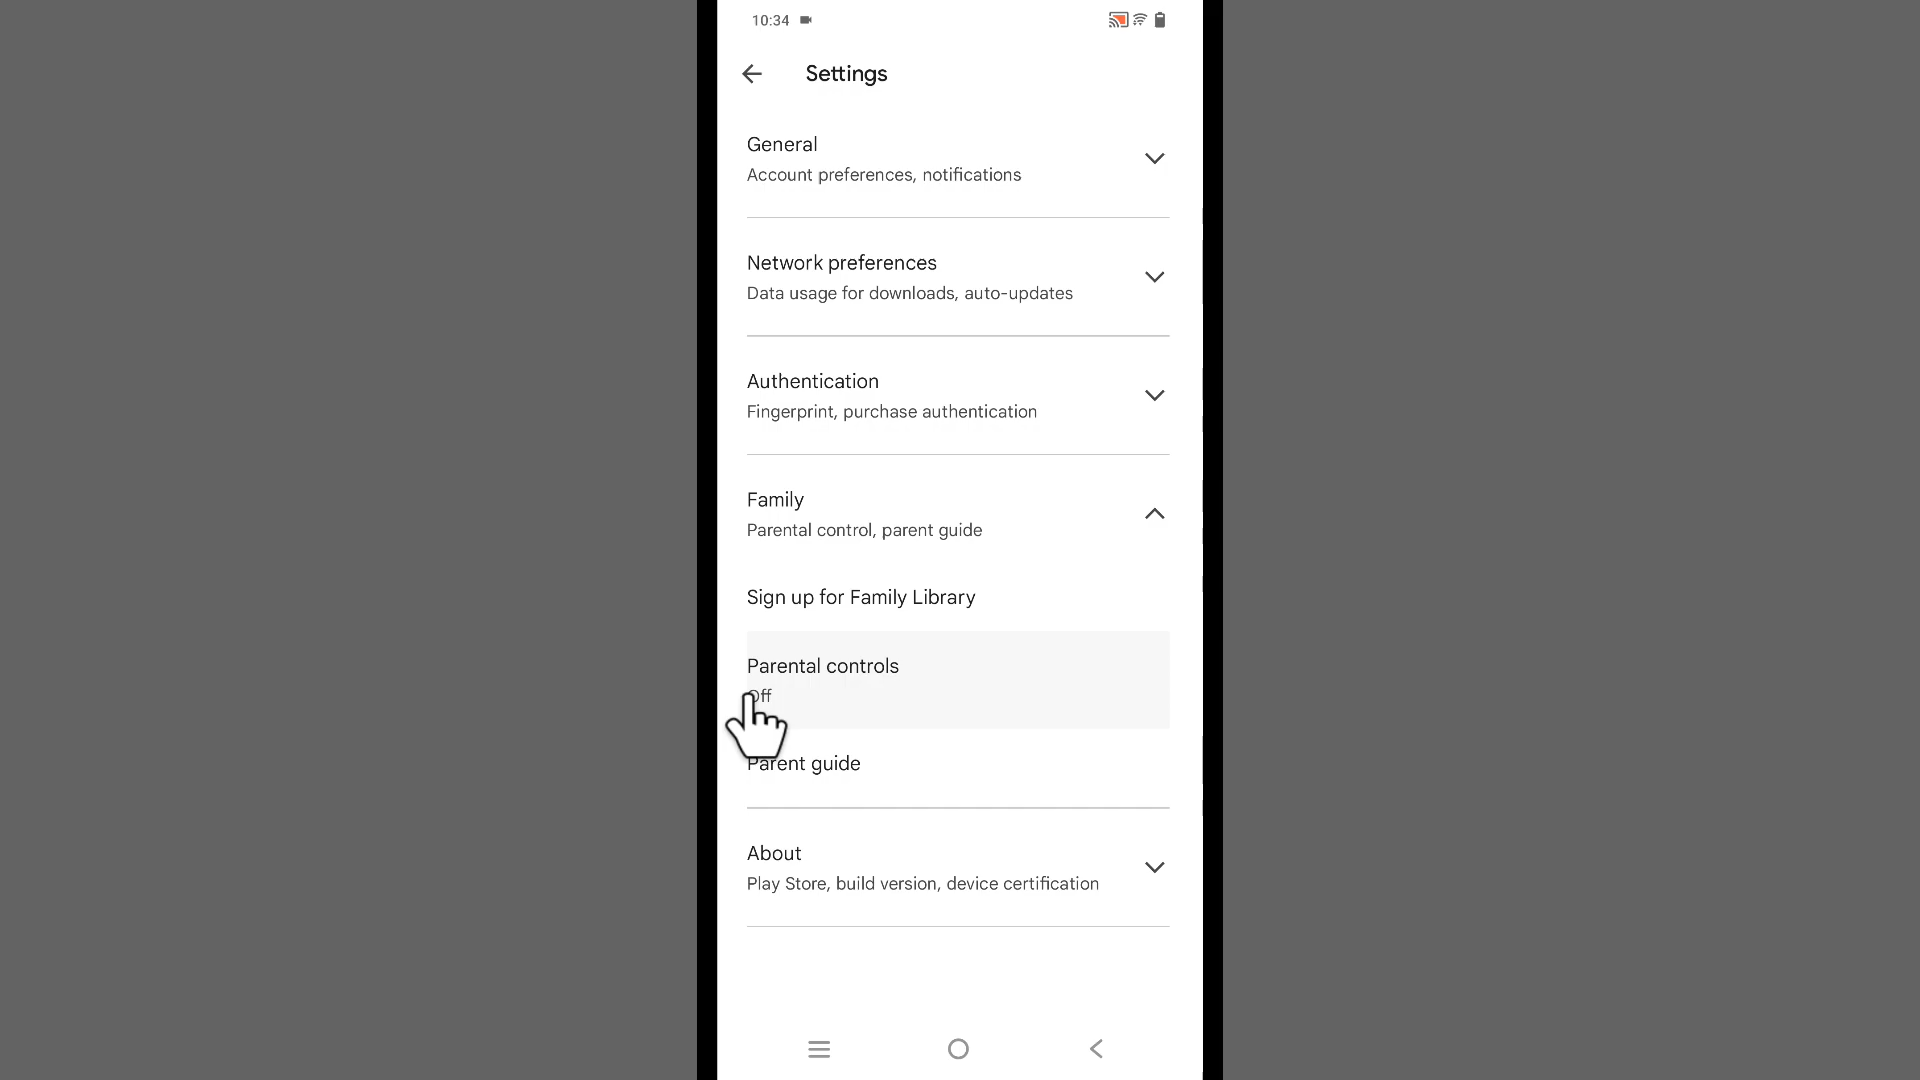 10:34
Settings
General
Account preferences, notifications
Network preferences
Data usage for downloads, auto-updates
Authentication
Fingerprint, purchase authentication
Family
Parental control, parent guide
Sign up for Family Library
Parental controls
Off
Parent guide
About
Play Store, build version, device certification